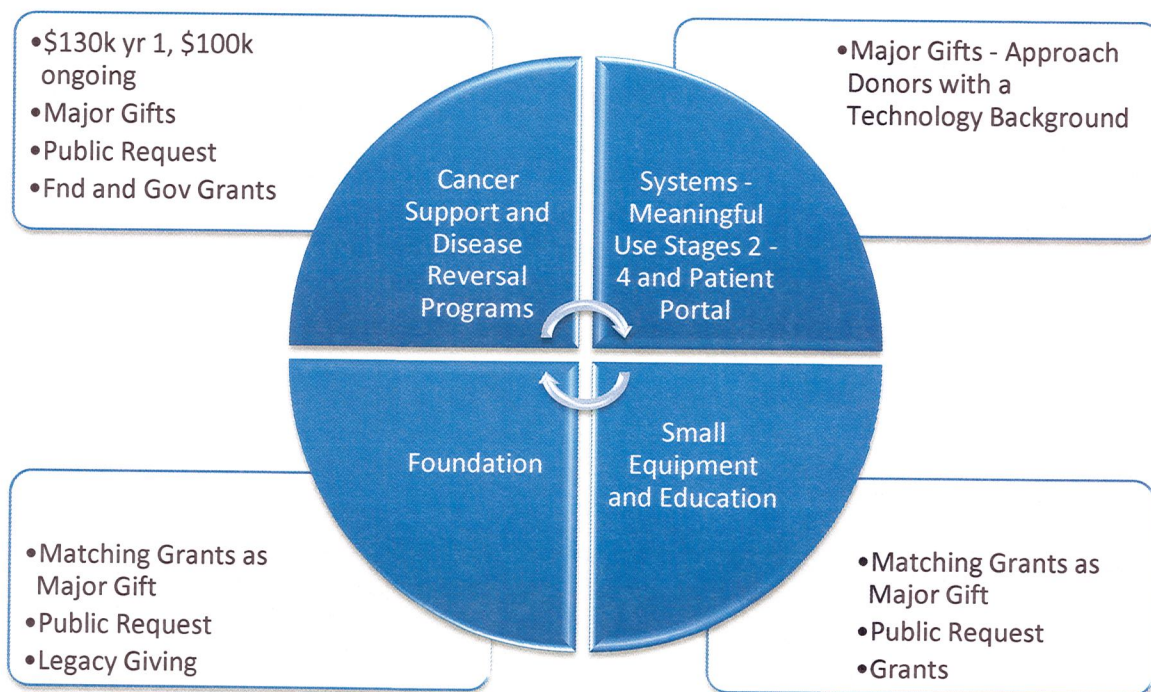 •$130k yr 1, $100k
ongoing
•Major Gifts
•Public Request
•Fnd and Gov Grants
•Major Gifts - Approach
Donors with a
Technology Background
Cancer
Support and
Disease
Reversal
Programs
Systems -
Meaningful
Use Stages 2 -
4 and Patient
Portal
Foundation
Small
Equipment
and Education
•Matching Grants as
Major Gift
•Public Request
•Legacy Giving
•Matching Grants as
Major Gift
•Public Request
•Grants